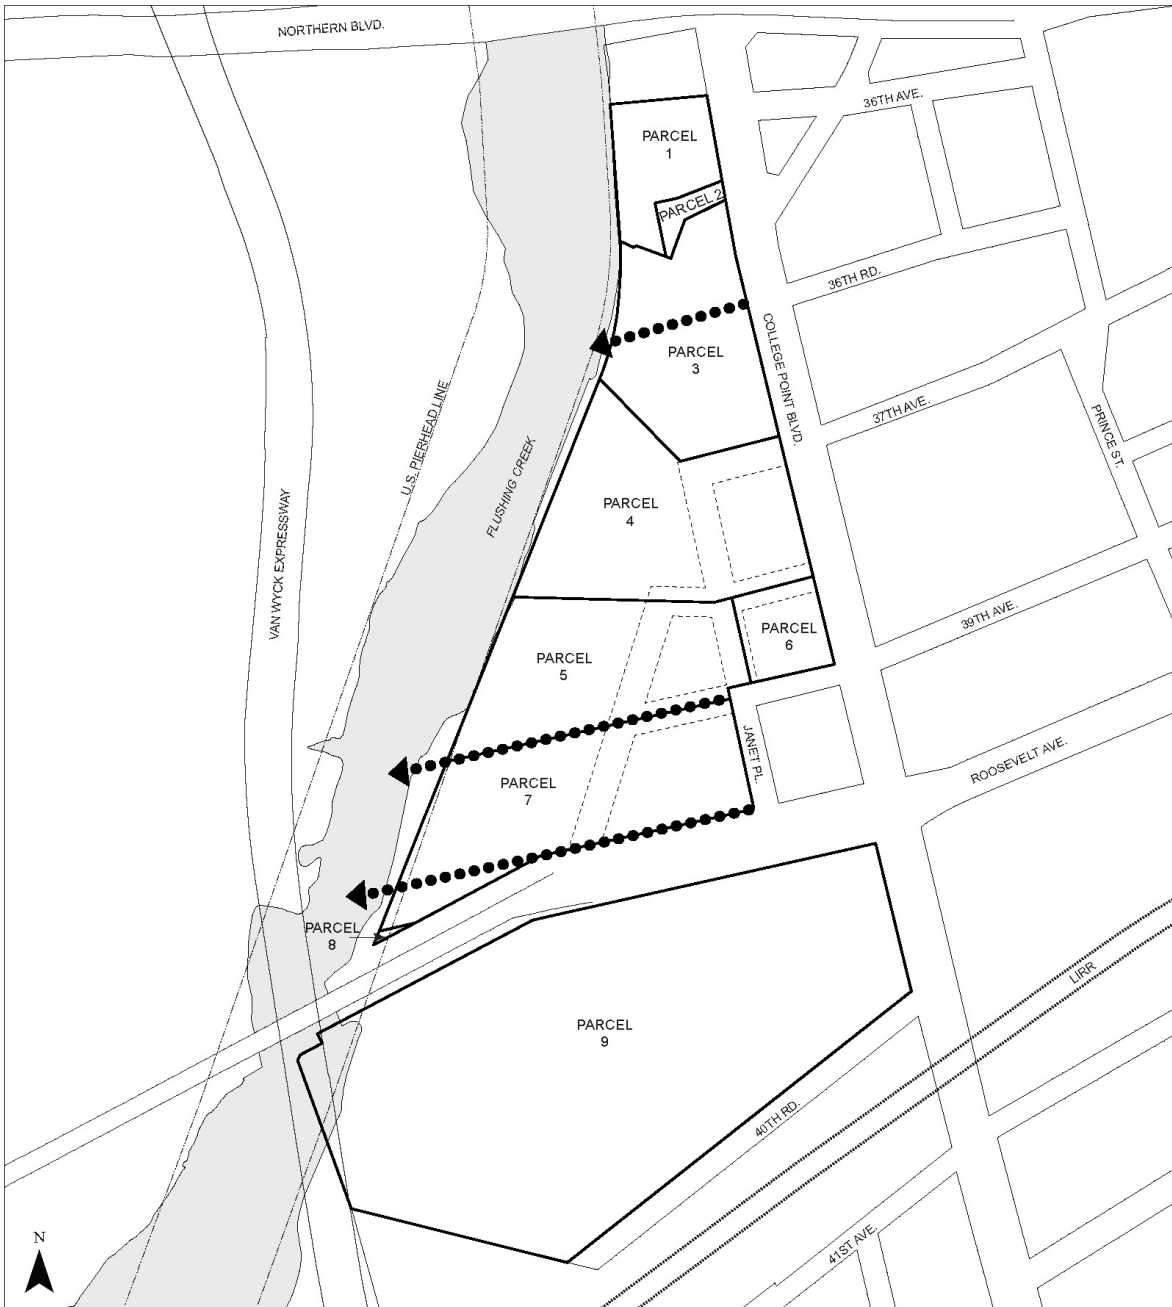 NORTHERN BLVD.
36TH AVE.
PARCEL
1
PARCEL 2
36TH RD.
COLLEGE POINT BLVD.
PARCEL
3
U.S. PIERHEAD LINE
37TH AVE.
PRINCE ST.
FLUSHING CREEK
VAN WYCK EXPRESSWAY
PARCEL
4
39TH AVE.
PARCEL
6
PARCEL
5
JANET PL.
ROOSEVELT AVE.
PARCEL
7
PARCEL
8
LIRR
PARCEL
9
40TH RD.
41ST AVE.
N